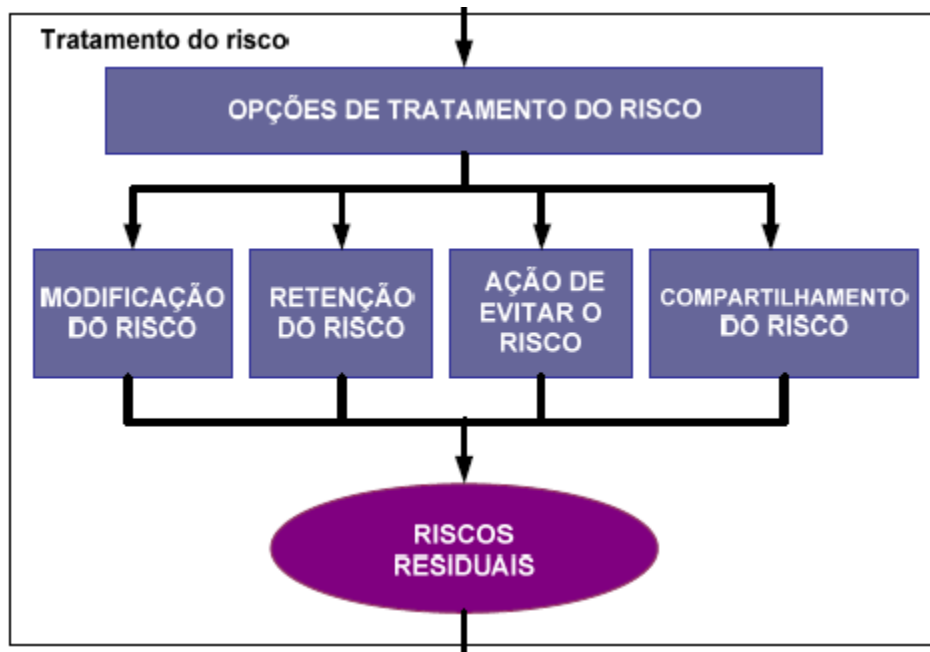 Tratamento do risco
OPÇÕES DE TRATAMENTO DO RISCO
MODIFICAÇÃO
DO RISCO
RETENÇÃO
DO RISCO
AÇÃO DE
EVITAR O
RISCO
COMPARTILHAMENTO
DO RISCO
RISCOS
RESIDUAIS